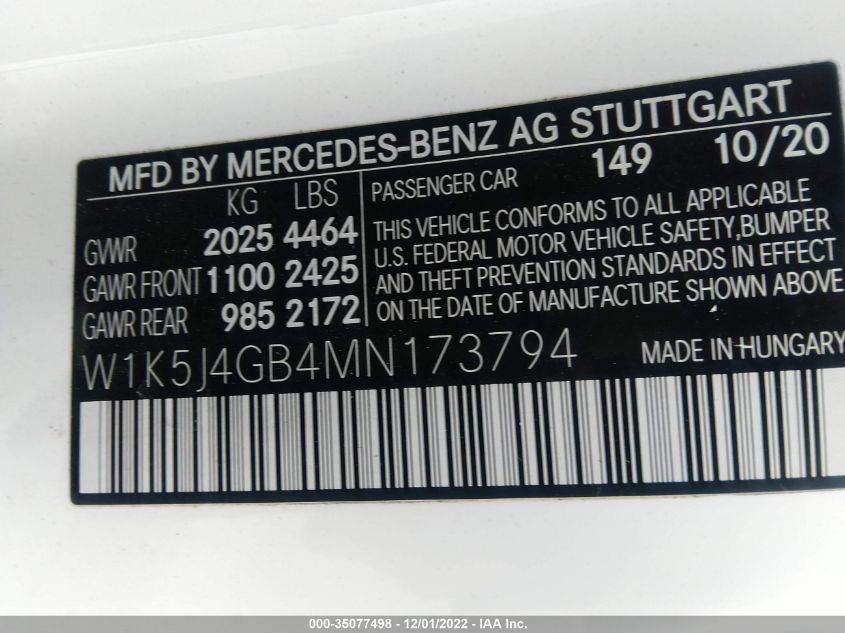 MFD BY MERCEDES-BENZ AG STUTTGART
KG LBS
GVWR 2025 4464
GAWR FRONT 1100 2425
GAWR REAR 985 2172
PASSENGER CAR 149 10/20
THIS VEHICLE CONFORMS TO ALL APPLICABLE
U.S. FEDERAL MOTOR VEHICLE SAFETY,BUMPER
AND THEFT PREVENTION STANDARDS IN EFFECT
ON THE DATE OF MANUFACTURE SHOWN ABOVE
W1K5J4GB4MN173794 MADE IN HUNGARY
000-35077498 - 12/01/2022 - IAA Inc.